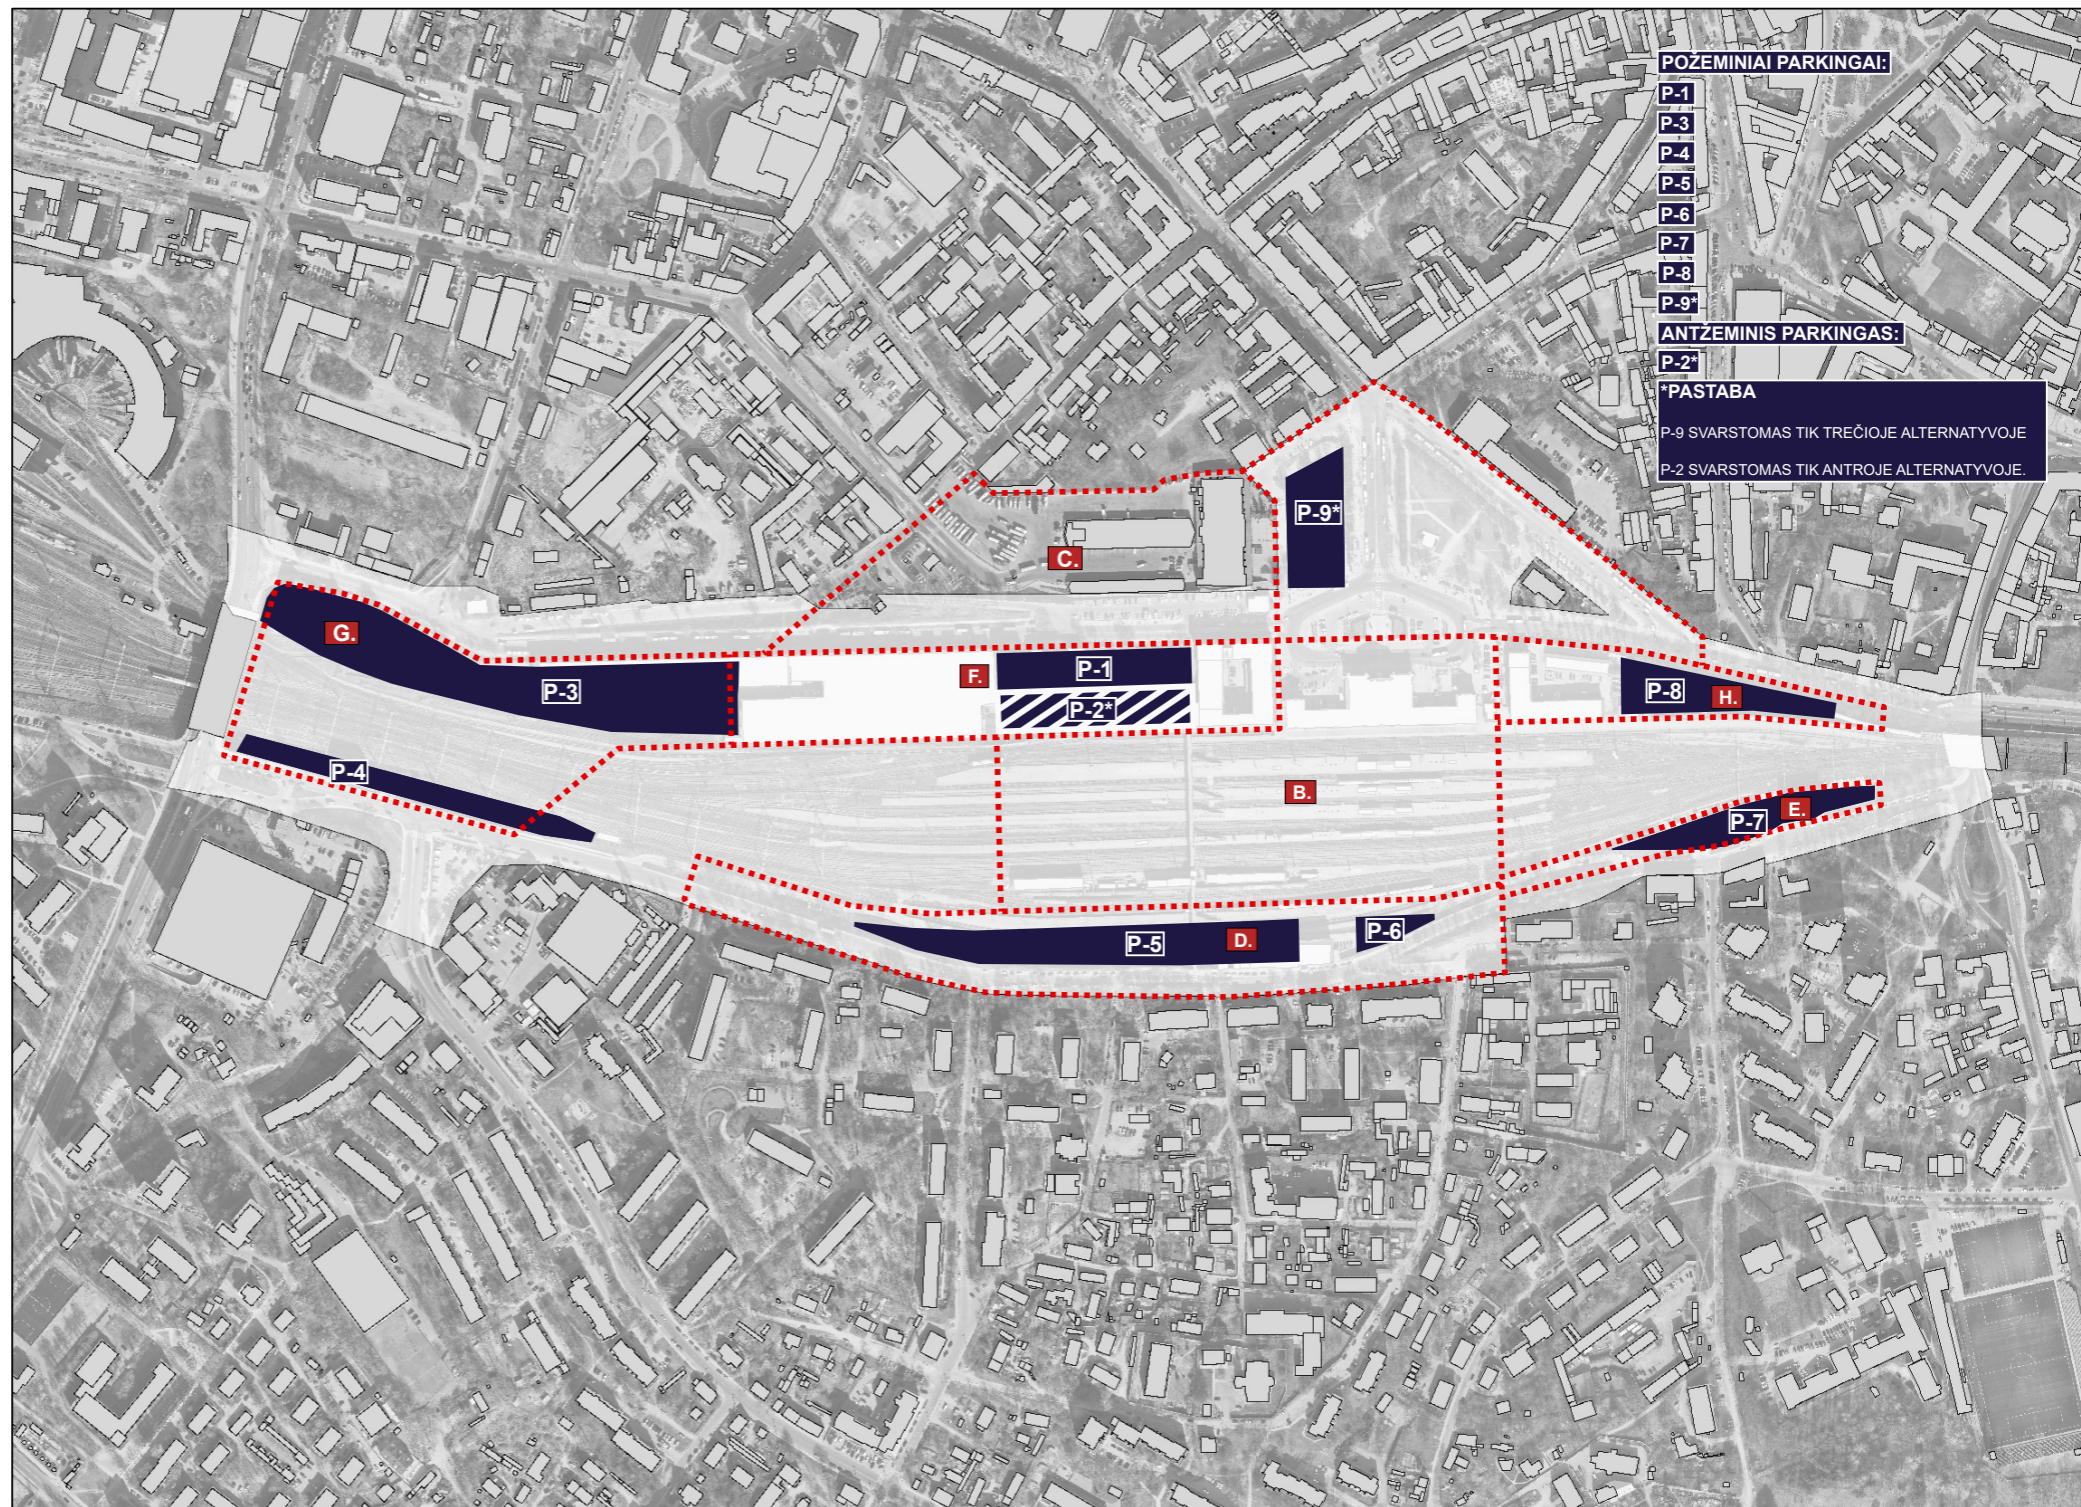 POŽEMINIAI PARKINGAI:
P-1
P-3
P-4
P-5
P-6
P-7
P-8
P-9*
ANTŽEMINIS PARKINGAS:
P-2*
*PASTABA
P-9 SVARSTOMAS TIK TREČIOJE ALTERNATYVOJE
P-2 SVARSTOMAS TIK ANTROJE ALTERNATYVOJE.
P-9*
C.
G.
F.
P-1
P-3
P-2*
P-8
H.
P-4
B.
P-7
E.
P-5
D.
P-6